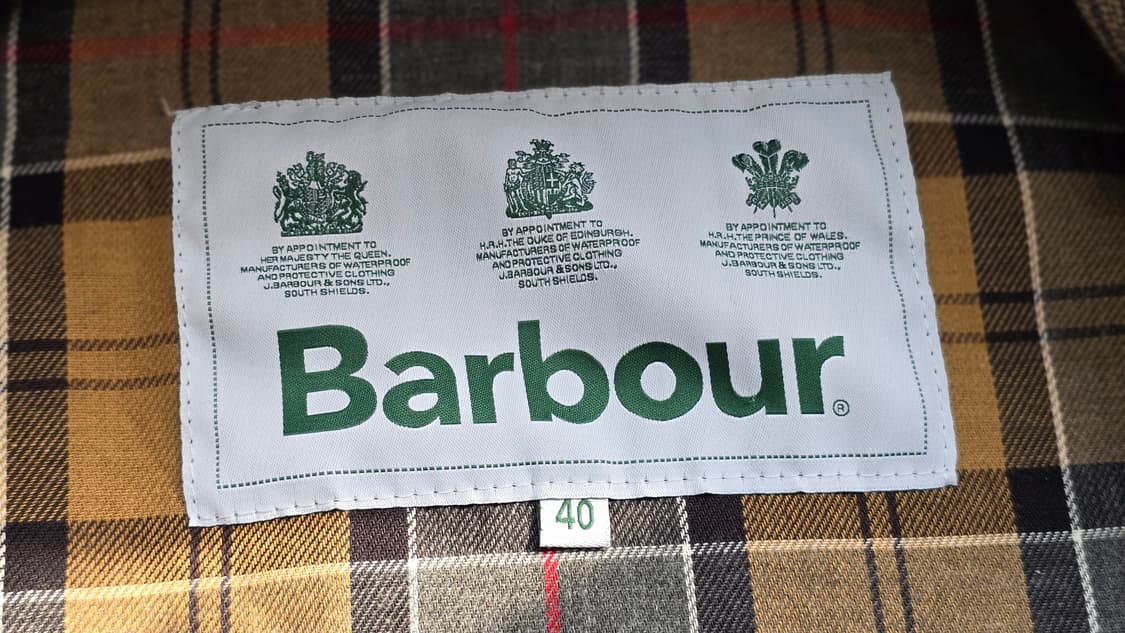 BY APPOINTMENT TO
HER MAJESTY THE QUEEN.
MANUFACTURERS OF WATERPROOF
AND PROTECTIVE CLOTHING
J.BARBOUR & SONS LTD.,
SOUTH SHIELDS.
BY APPOINTMENT TO
H.R.H.THE DUKE OF EDINBURGH.
MANUFACTURERS OF WATERPROOF
AND PROTECTIVE CLOTHING
J.BARBOUR & SONS LTD.,
SOUTH SHIELDS.
BY APPOINTMENT TO
H.R.H.THE PRINCE OF WALES.
MANUFACTURERS OF WATERPROOF
AND PROTECTIVE CLOTHING
J.BARBOUR & SONS LTD.,
SOUTH SHIELDS.
Barbour®
40